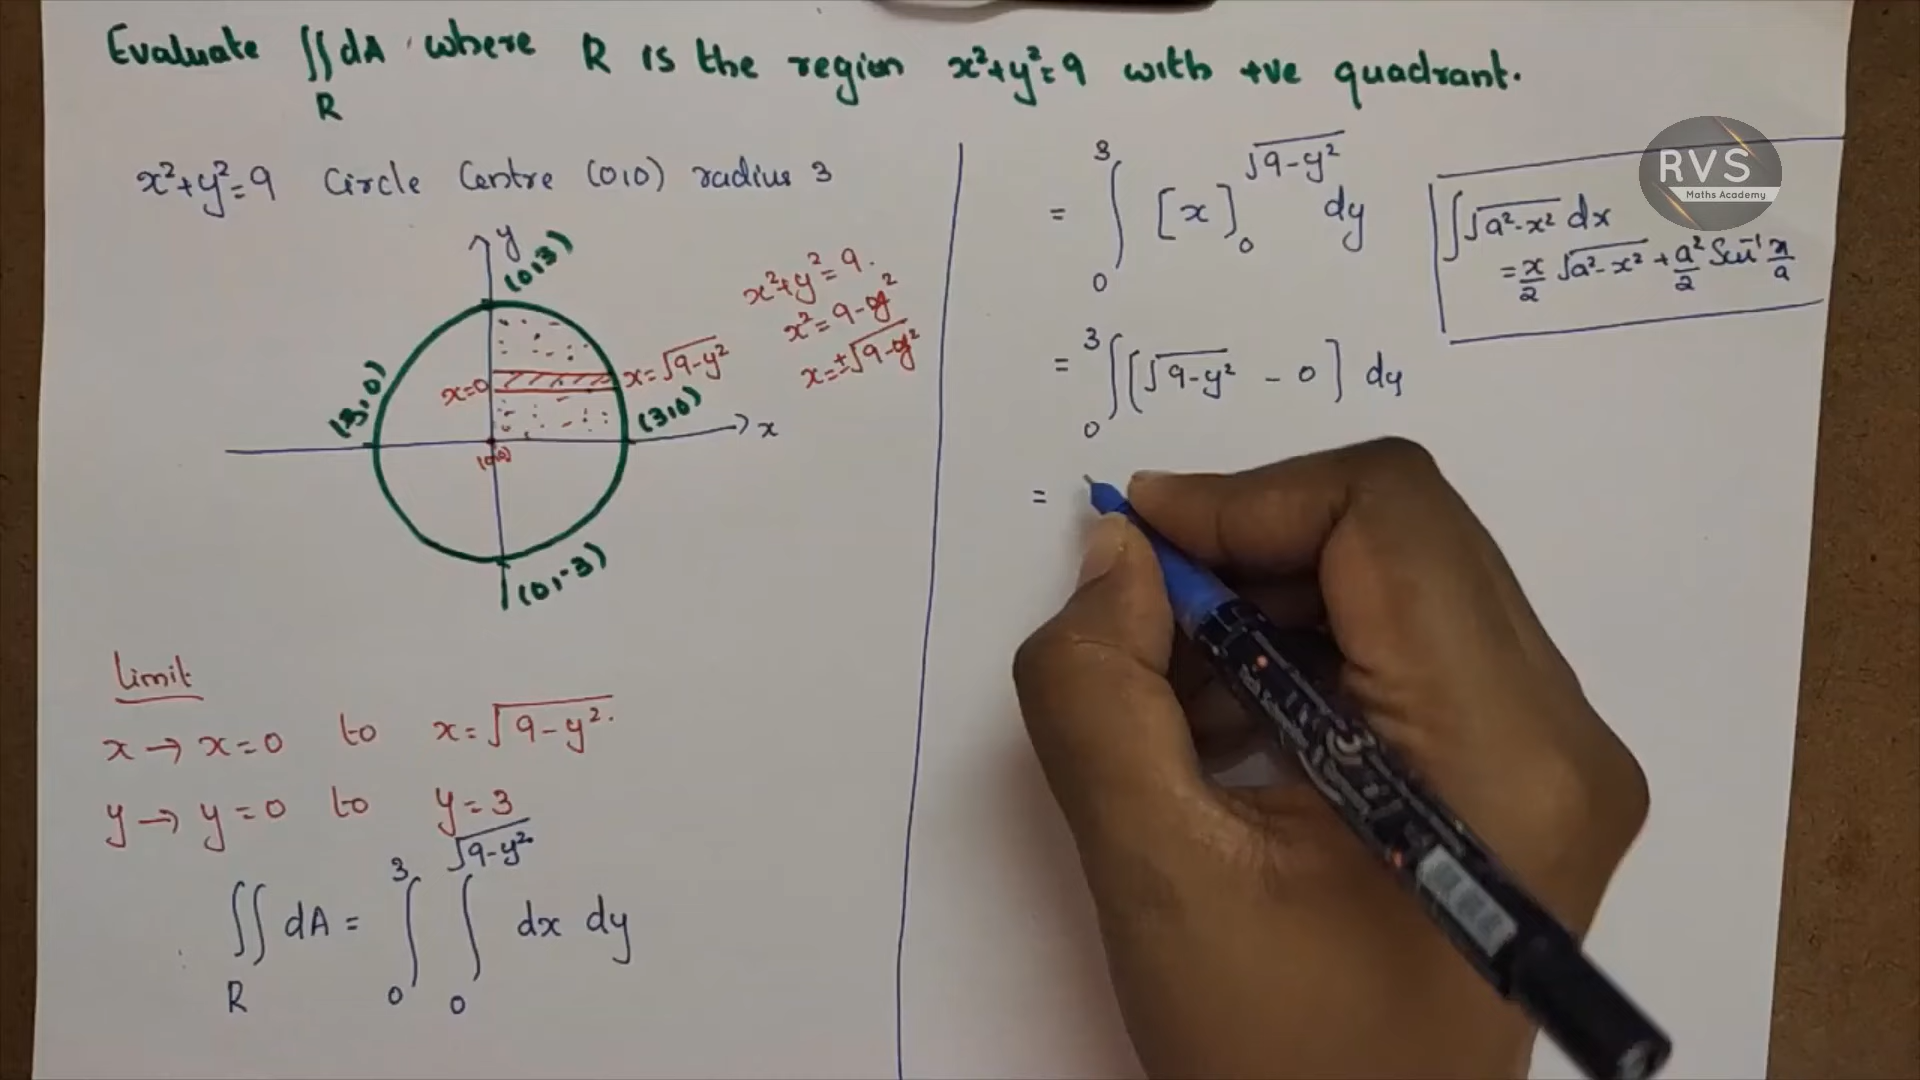 Evaluate ∬dA where R is the region x²+y²=9 with +ve quadrant.
R
x²+y²=9 Circle Centre (0,0) radius 3
y
(0,3)
x²+y²=9.
x²=9-y²
x=±√9-y²
x=0
x=√9-y²
(3,0)
(3,0)
x
(0,0)
(0,-3)
Limit
x→ x=0 to x=√9-y².
y→ y=0 to y=3
∬ dA = ∫₀³ ∫₀^√9-y² dx dy
R
= ∫₀³ [x]₀^√9-y² dy
= ∫₀³ [√9-y² - 0] dy
=
RVS
Maths Academy
∫√a²-x² dx
= x/2 √a²-x² + a²/2 Sin⁻¹ x/a